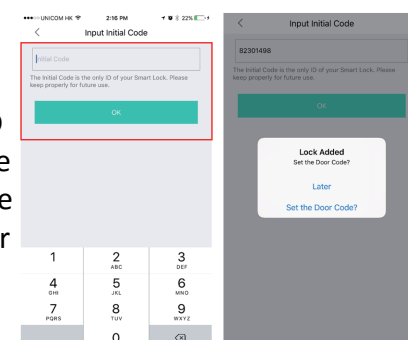 UNICOM HK 2:16 PM 22%
Input Initial Code
Initial Code
The Initial Code is the only ID of your Smart Lock. Please
keep properly for future use.
OK
1 2 3
ABC DEF
4 5 6
GHI JKL MNO
7 8 9
PQRS TUV WXYZ
0
Input Initial Code
92301498
The Initial Code is the only ID of your Smart Lock. Please
keep properly for future use.
OK
Lock Added
Set the Door Code?
Later
Set the Door Code?